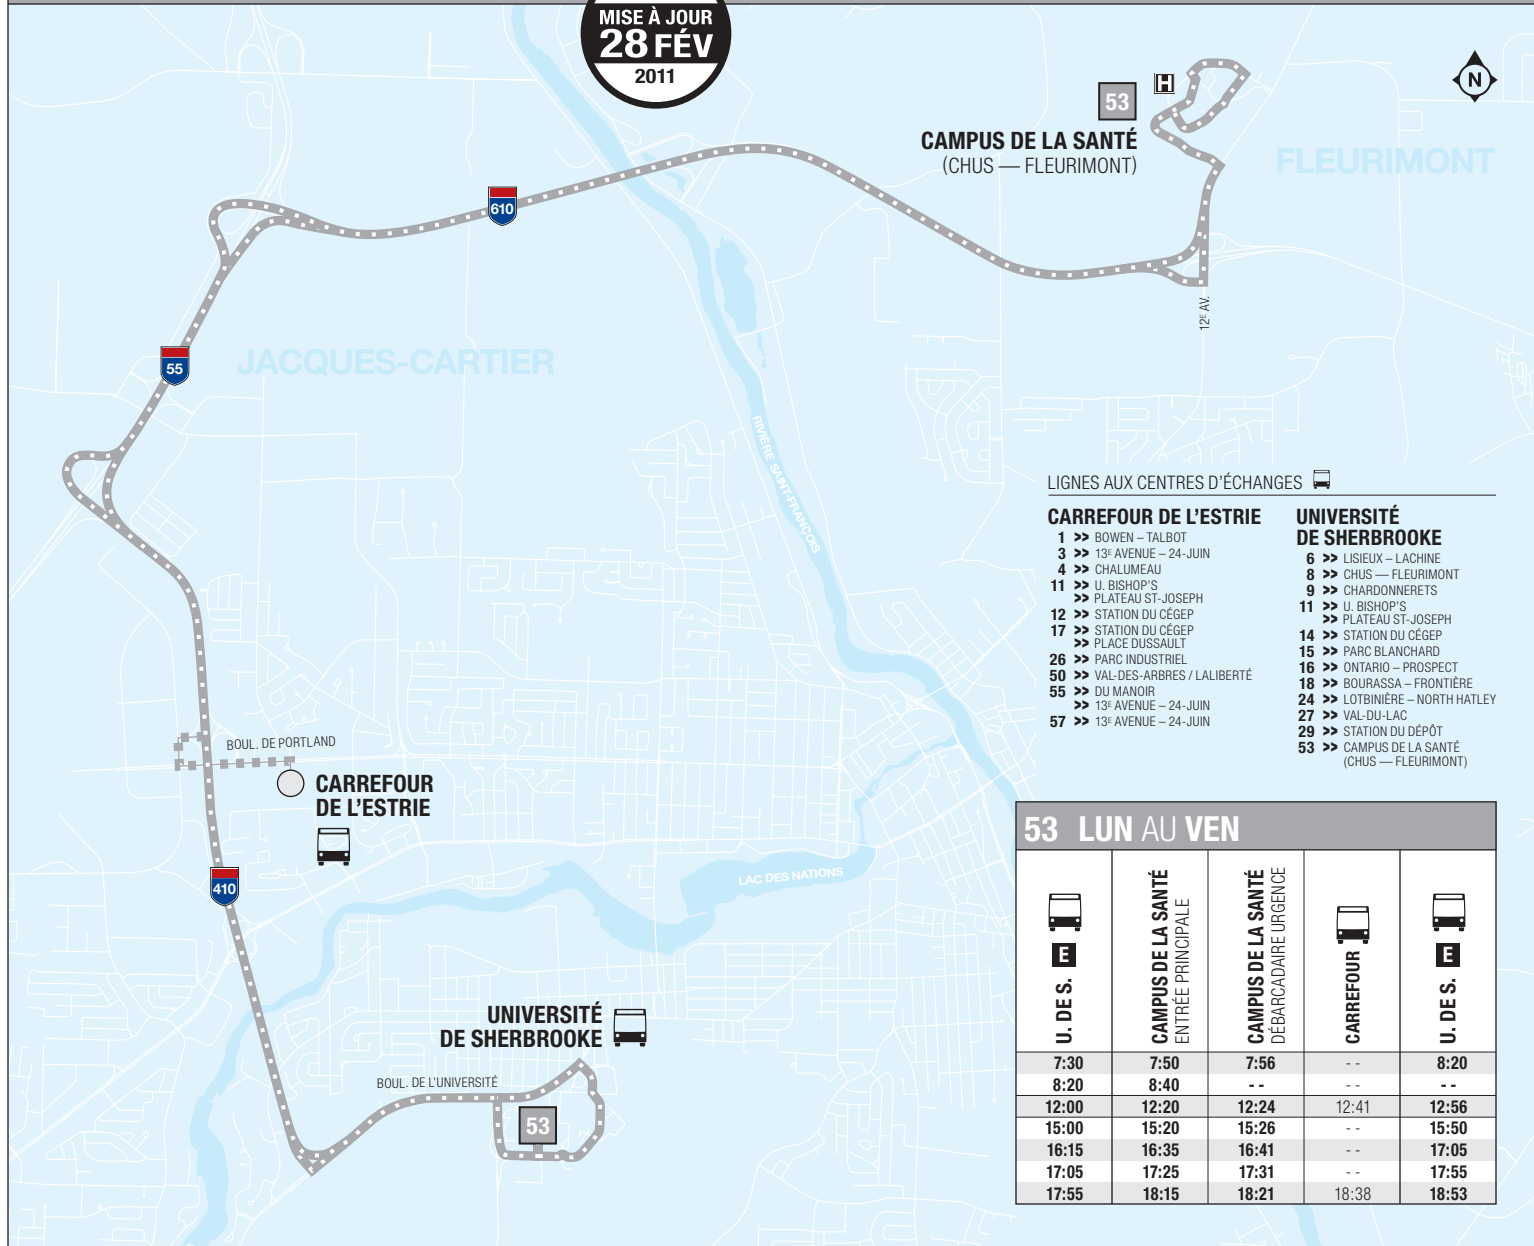 MISE À JOUR
28 FÉV
2011
53
H
N
CAMPUS DE LA SANTÉ
(CHUS — FLEURIMONT)
FLEURIMONT
610
12E AV.
55
JACQUES-CARTIER
RIVIÈRE SAINT-FRANÇOIS
LIGNES AUX CENTRES D'ÉCHANGES
CARREFOUR DE L'ESTRIE
1 >> BOWEN – TALBOT
3 >> 13E AVENUE – 24-JUIN
4 >> CHALUMEAU
11 >> U. BISHOP'S
>> PLATEAU ST-JOSEPH
12 >> STATION DU CÉGEP
17 >> STATION DU CÉGEP
>> PLACE DUSSAULT
26 >> PARC INDUSTRIEL
50 >> VAL-DES-ARBRES / LALIBERTÉ
55 >> DU MANOIR
>> 13E AVENUE – 24-JUIN
57 >> 13E AVENUE – 24-JUIN
UNIVERSITÉ
DE SHERBROOKE
6 >> LISIEUX – LACHINE
8 >> CHUS — FLEURIMONT
9 >> CHARDONNERETS
11 >> U. BISHOP'S
>> PLATEAU ST-JOSEPH
14 >> STATION DU CÉGEP
15 >> PARC BLANCHARD
16 >> ONTARIO – PROSPECT
18 >> BOURASSA – FRONTIÈRE
24 >> LOTBINIÈRE – NORTH HATLEY
27 >> VAL-DU-LAC
29 >> STATION DU DÉPÔT
53 >> CAMPUS DE LA SANTÉ
(CHUS — FLEURIMONT)
BOUL. DE PORTLAND
CARREFOUR
DE L'ESTRIE
410
LAC DES NATIONS
UNIVERSITÉ
DE SHERBROOKE
BOUL. DE L'UNIVERSITÉ
53
53 LUN AU VEN
U. DE S. E
CAMPUS DE LA SANTÉ
ENTRÉE PRINCIPALE
CAMPUS DE LA SANTÉ
DÉBARCADAIRE URGENCE
CARREFOUR
U. DE S. E
7:30 7:50 7:56 - - 8:20
8:20 8:40 - - - - - -
12:00 12:20 12:24 12:41 12:56
15:00 15:20 15:26 - - 15:50
16:15 16:35 16:41 - - 17:05
17:05 17:25 17:31 - - 17:55
17:55 18:15 18:21 18:38 18:53